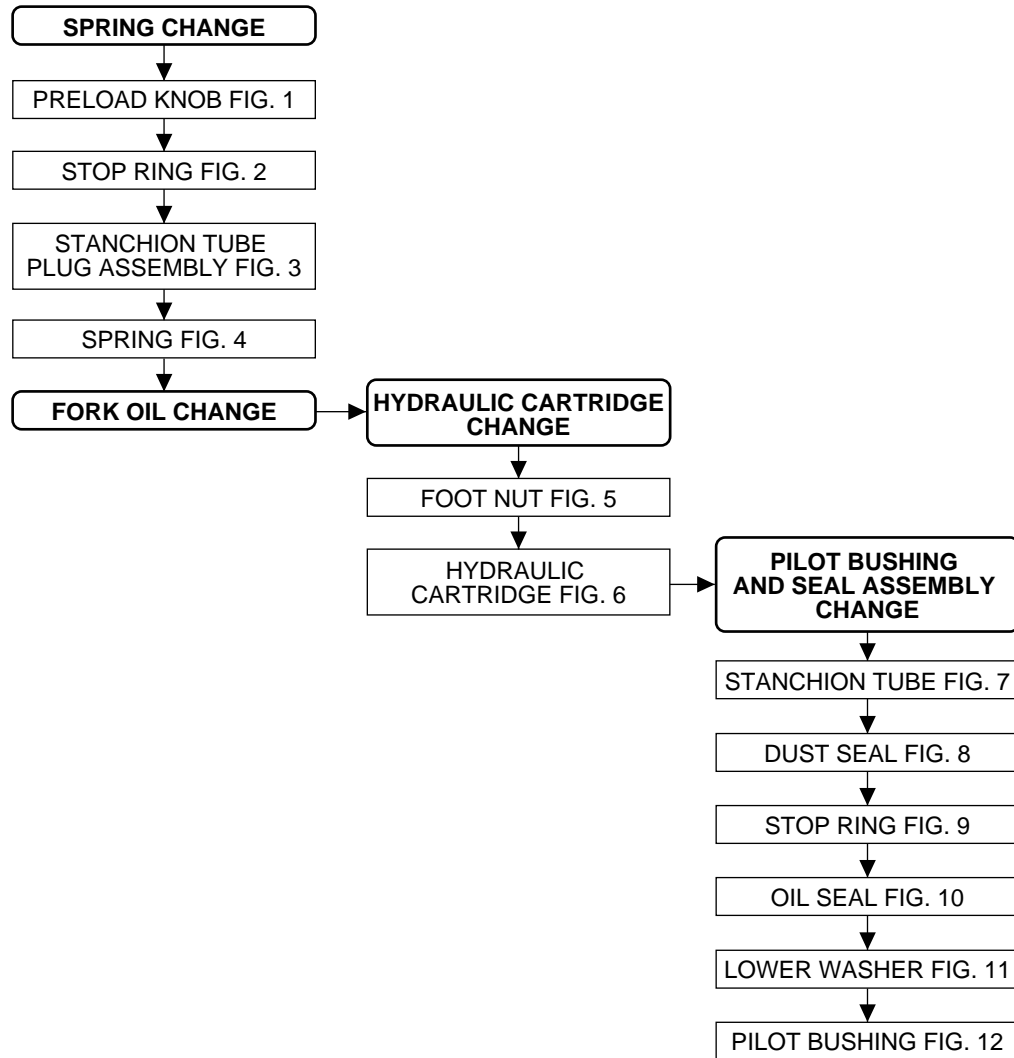 SPRING CHANGE
PRELOAD KNOB FIG. 1
STOP RING FIG. 2
STANCHION TUBE
PLUG ASSEMBLY FIG. 3
SPRING FIG. 4
FORK OIL CHANGE
HYDRAULIC CARTRIDGE
CHANGE
FOOT NUT FIG. 5
HYDRAULIC
CARTRIDGE FIG. 6
PILOT BUSHING
AND SEAL ASSEMBLY
CHANGE
STANCHION TUBE FIG. 7
DUST SEAL FIG. 8
STOP RING FIG. 9
OIL SEAL FIG. 10
LOWER WASHER FIG. 11
PILOT BUSHING FIG. 12